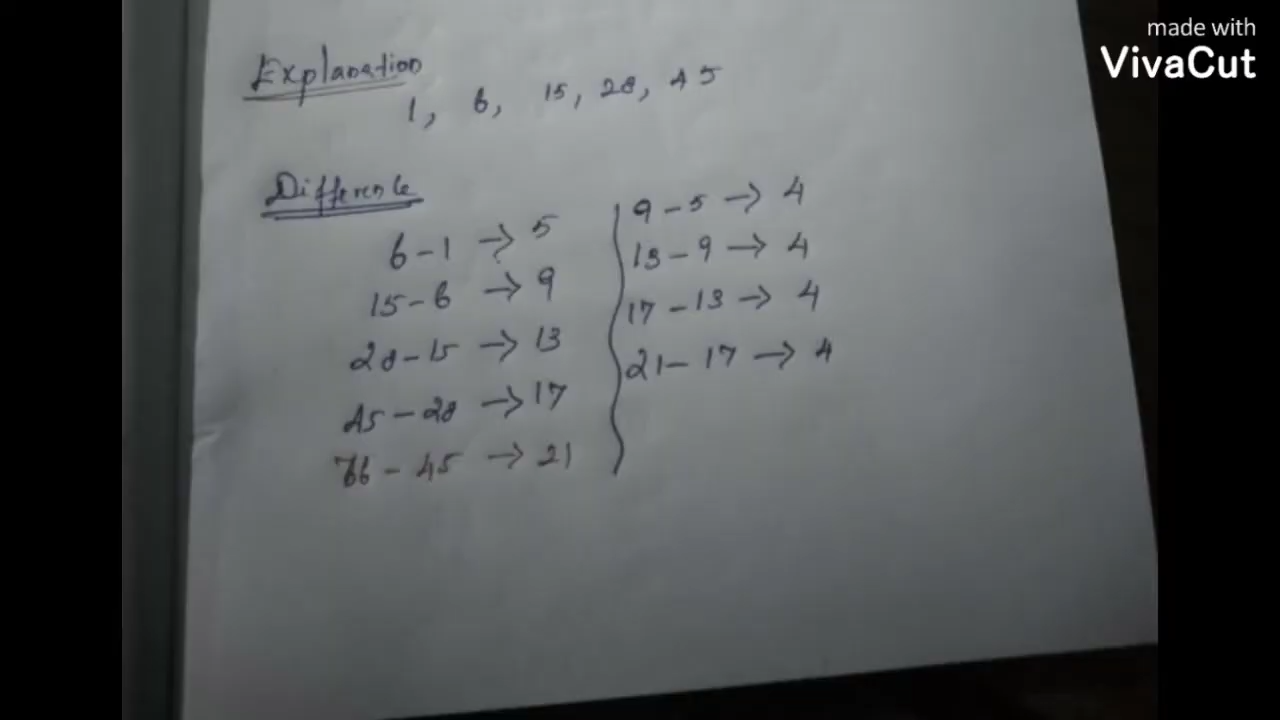 made with
VivaCut
Explanation
1, 6, 15, 28, 45
Difference
6 - 1 → 5
15 - 6 → 9
28 - 15 → 13
45 - 28 → 17
66 - 45 → 21
9 - 5 → 4
13 - 9 → 4
17 - 13 → 4
21 - 17 → 4